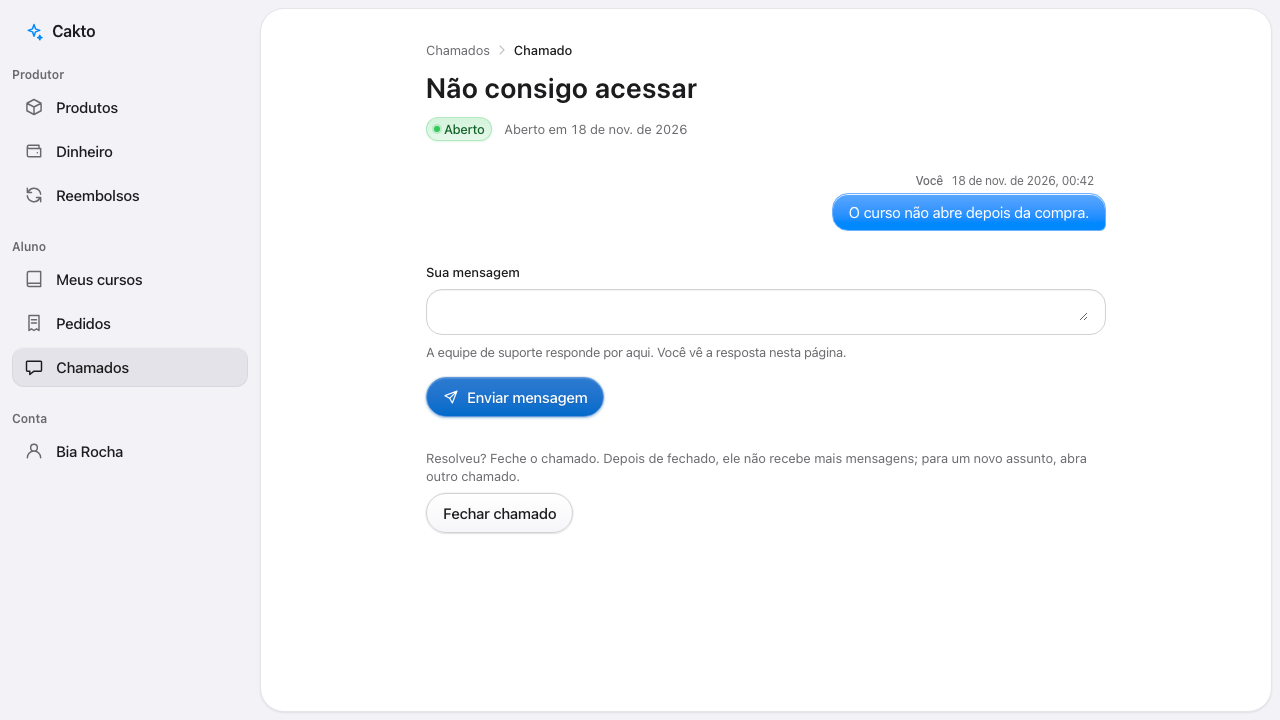 Cakto
Produtor
Produtos
Dinheiro
Reembolsos
Aluno
Meus cursos
Pedidos
Chamados
Conta
Bia Rocha
Chamados > Chamado
Não consigo acessar
Aberto Aberto em 18 de nov. de 2026
Você 18 de nov. de 2026, 00:42
O curso não abre depois da compra.
Sua mensagem
A equipe de suporte responde por aqui. Você vê a resposta nesta página.
Enviar mensagem
Resolveu? Feche o chamado. Depois de fechado, ele não recebe mais mensagens; para um novo assunto, abra
outro chamado.
Fechar chamado